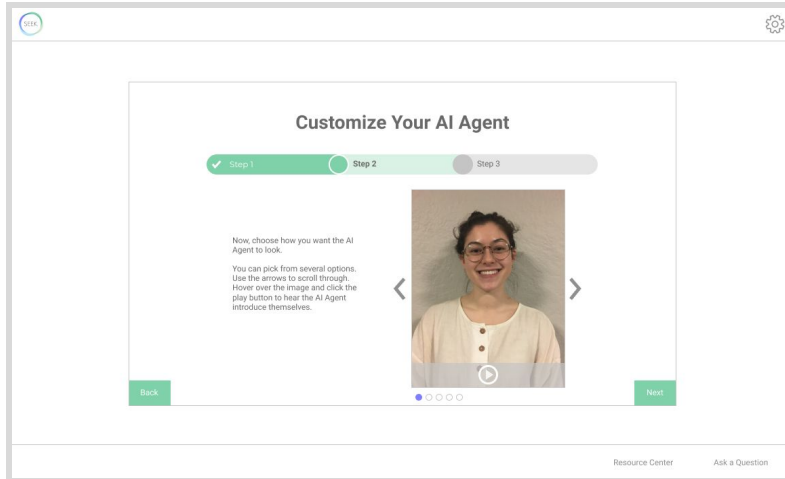 SEEK
Customize Your AI Agent
Step 1
Step 2
Step 3
Now, choose how you want the AI
Agent to look.
You can pick from several options.
Use the arrows to scroll through.
Hover over the image and click the
play button to hear the AI Agent
introduce themselves.
Back
Next
Resource Center
Ask a Question